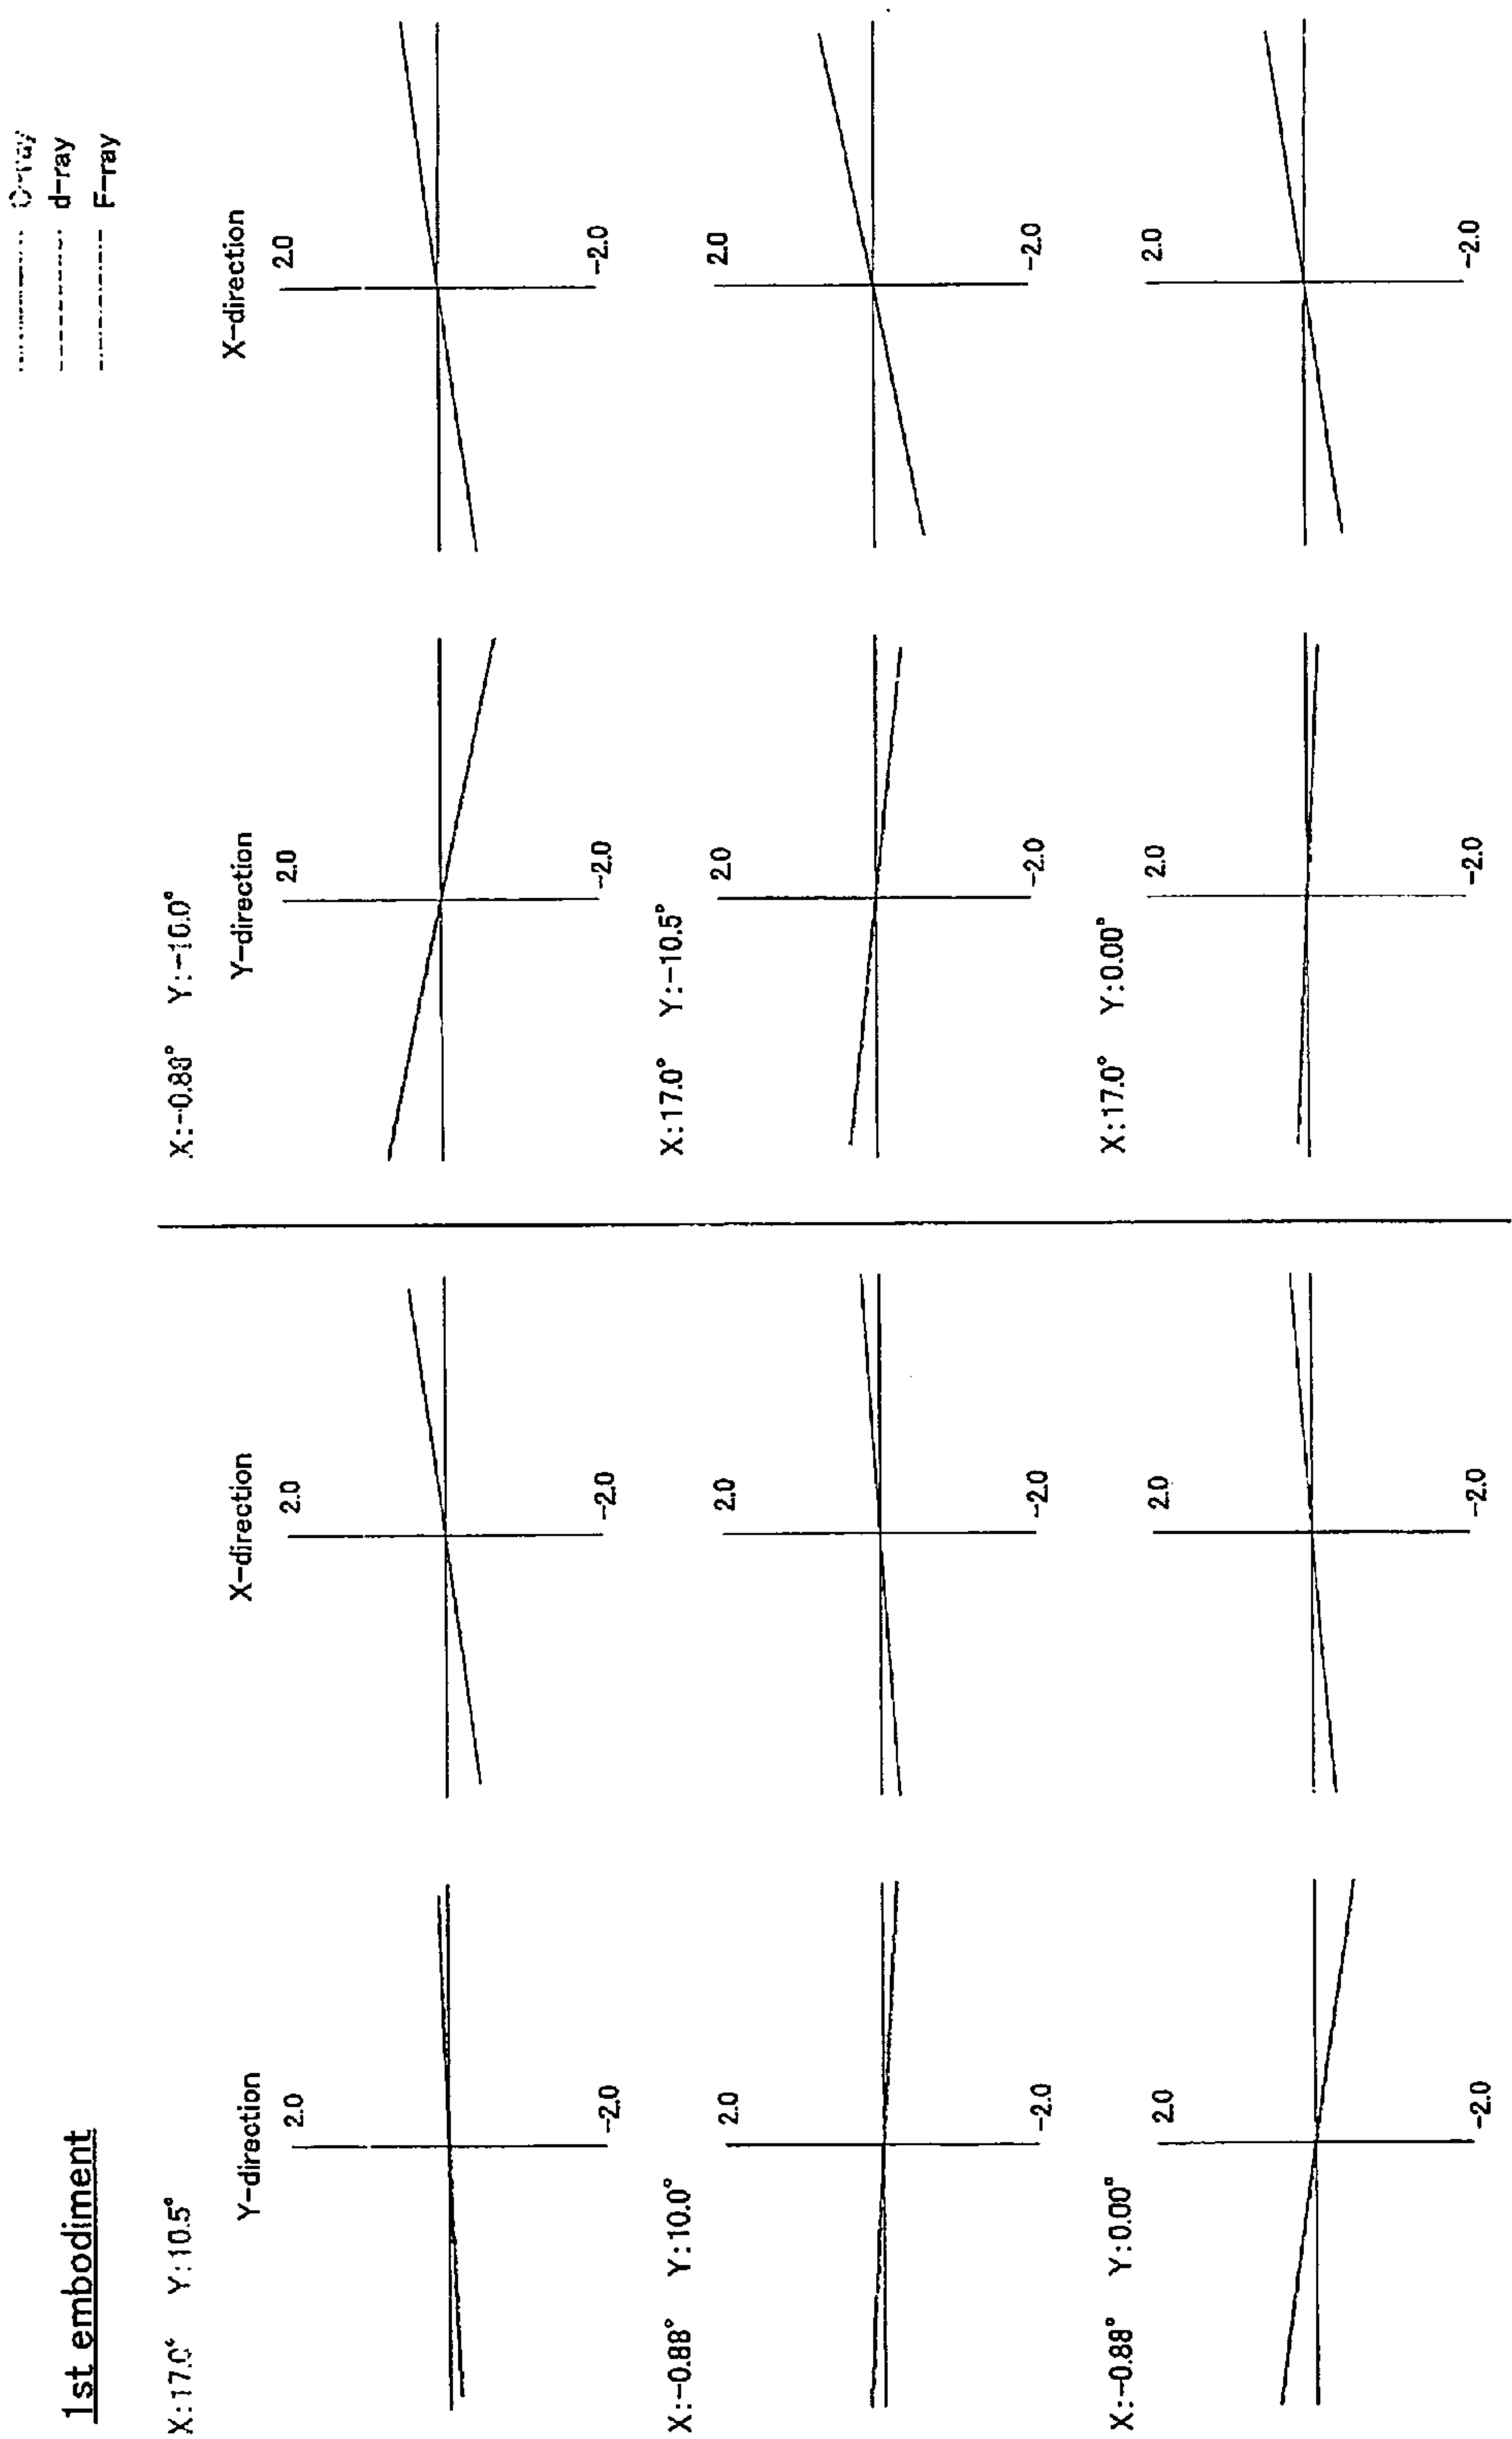 1st embodiment
C-ray
d-ray
F-ray
X:17.0° Y:10.5°
Y-direction
2.0
-2.0
X-direction
2.0
-2.0
X:-0.88° Y:-10.0°
Y-direction
2.0
-2.0
X-direction
2.0
-2.0
X:-0.88° Y:10.0°
2.0
-2.0
2.0
-2.0
X:17.0° Y:-10.5°
2.0
-2.0
2.0
-2.0
X:-0.88° Y:0.00°
2.0
-2.0
2.0
-2.0
X:17.0° Y:0.00°
2.0
-2.0
2.0
-2.0